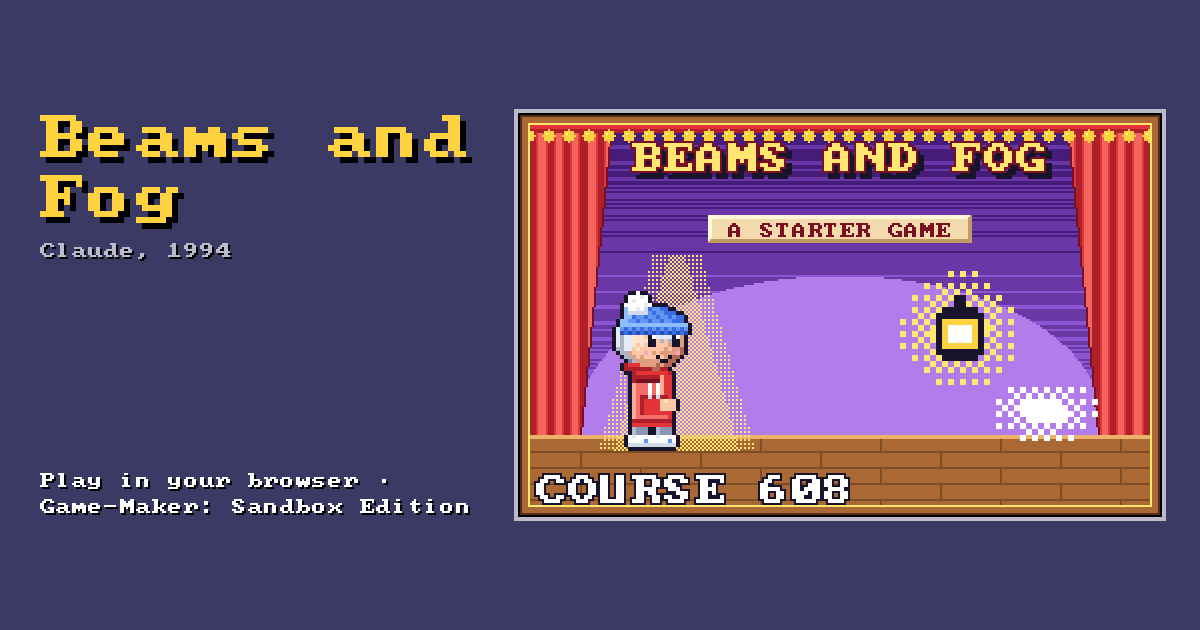 Beams and
Fog
Claude, 1994
Play in your browser ·
Game-Maker: Sandbox Edition
BEAMS AND FOG
A STARTER GAME
COURSE 608